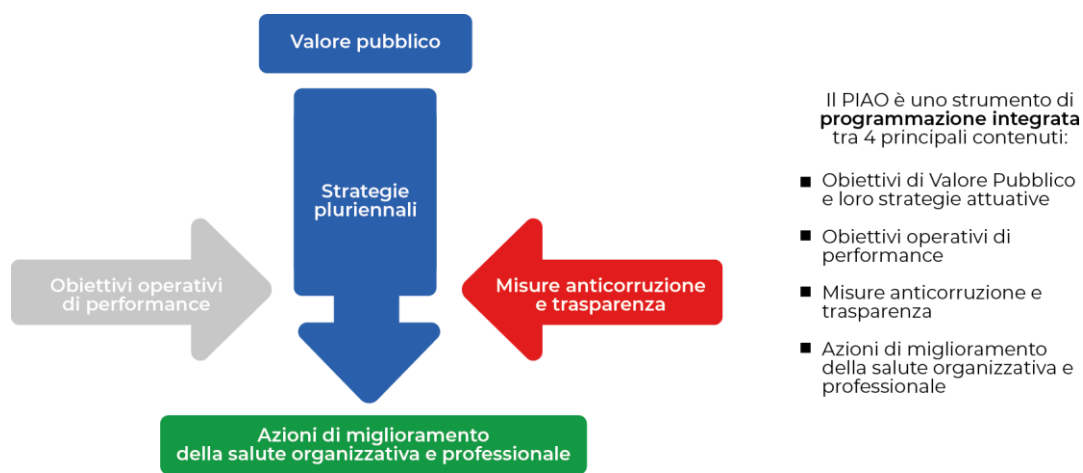 Valore pubblico
Strategie
pluriennali
Obiettivi operativi
di performance
Misure anticorruzione
e trasparenza
Azioni di miglioramento
della salute organizzativa e professionale
Il PIAO è uno strumento di
programmazione integrata
tra 4 principali contenuti:
■ Obiettivi di Valore Pubblico
e loro strategie attuative
■ Obiettivi operativi di
performance
■ Misure anticorruzione e
trasparenza
■ Azioni di miglioramento
della salute organizzativa e
professionale